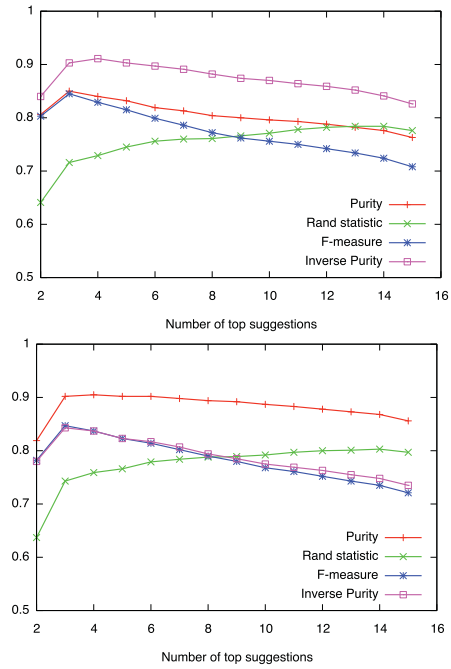 1
0.9
0.8
0.7
0.6
0.5
Purity
Rand statistic
F-measure
Inverse Purity
2 4 6 8 10 12 14 16
Number of top suggestions
1
0.9
0.8
0.7
0.6
0.5
Purity
Rand statistic
F-measure
Inverse Purity
2 4 6 8 10 12 14 16
Number of top suggestions